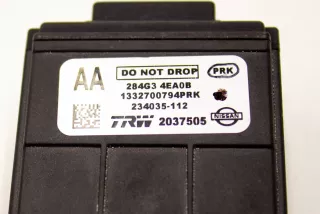 AA
DO NOT DROP
PRK
284G3 4EA0B
1332700794PRK
234035-112
TRW 2037505
NISSAN